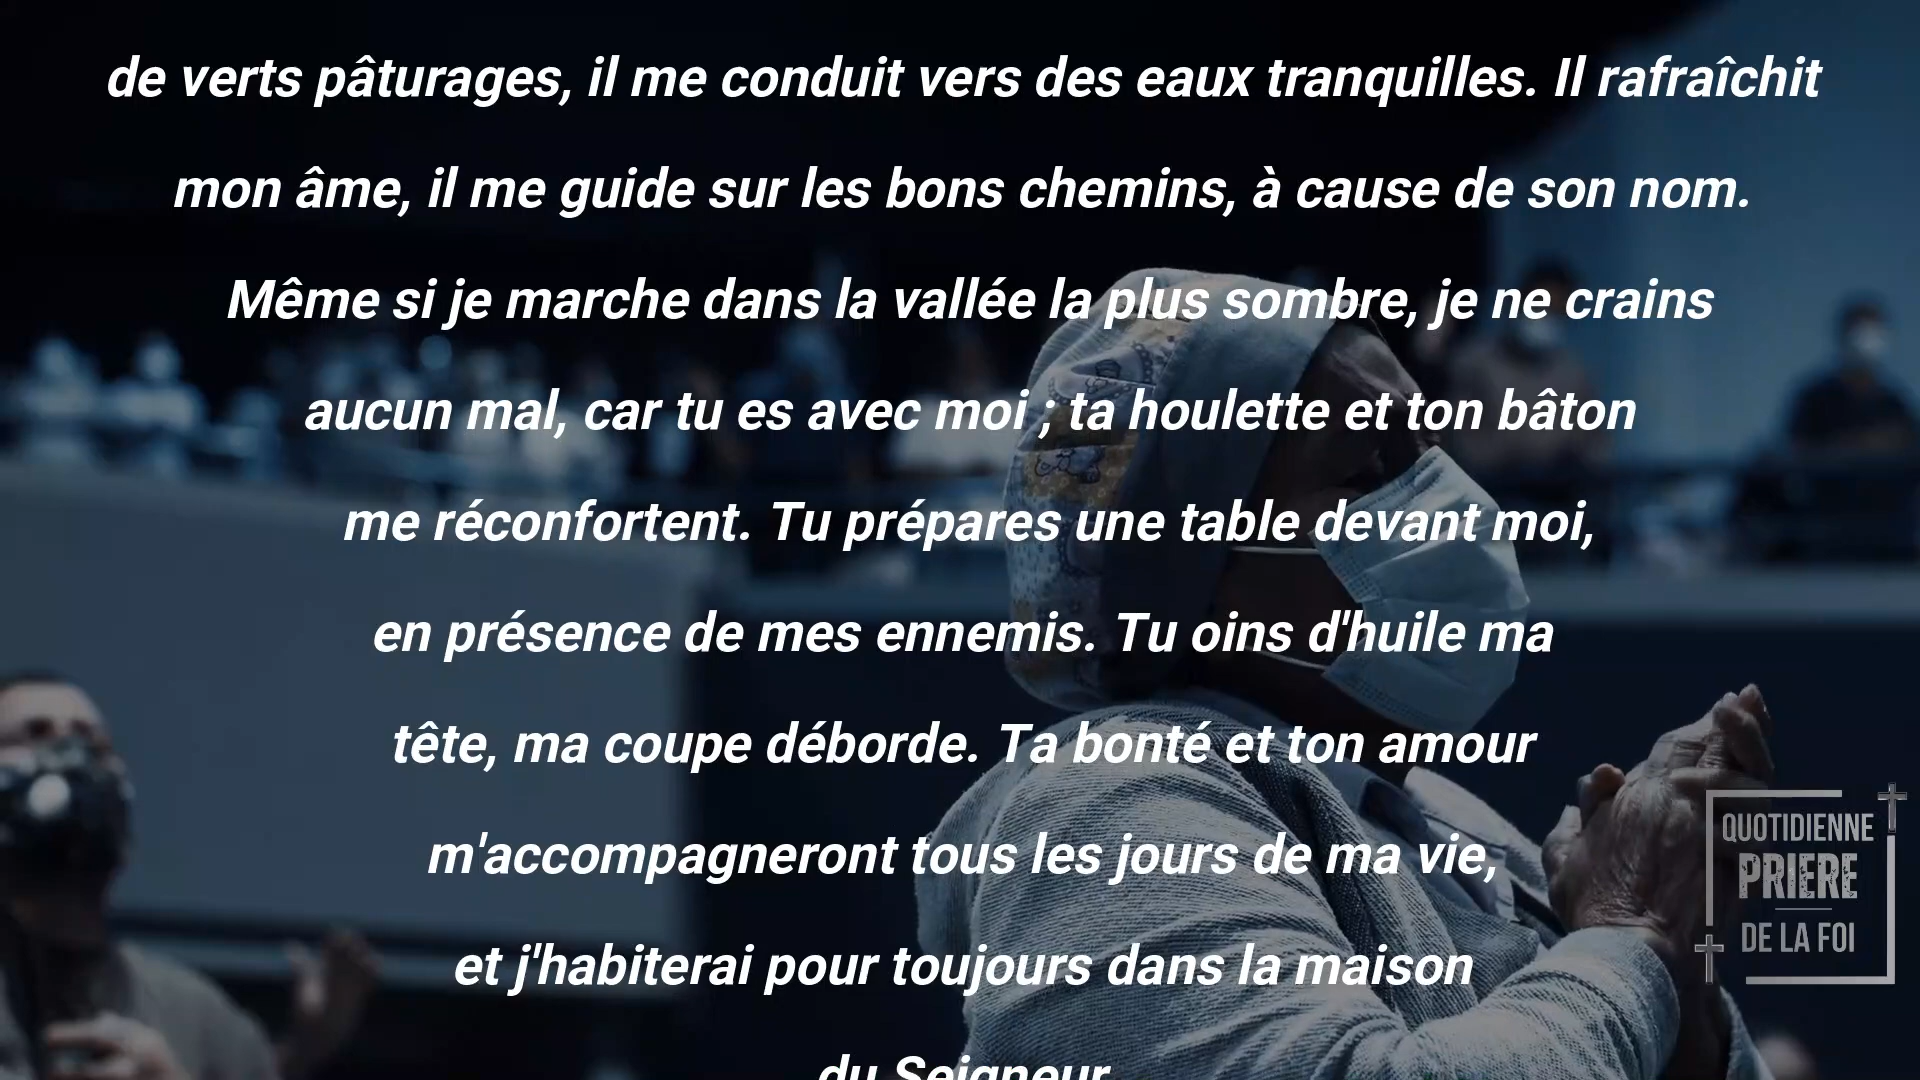 de verts pâturages, il me conduit vers des eaux tranquilles. Il rafraîchit
mon âme, il me guide sur les bons chemins, à cause de son nom.
Même si je marche dans la vallée la plus sombre, je ne crains
aucun mal, car tu es avec moi ; ta houlette et ton bâton
me réconfortent. Tu prépares une table devant moi,
en présence de mes ennemis. Tu oins d'huile ma
tête, ma coupe déborde. Ta bonté et ton amour
m'accompagneront tous les jours de ma vie,
et j'habiterai pour toujours dans la maison
du Seigneur
QUOTIDIENNE
PRIERE
DE LA FOI